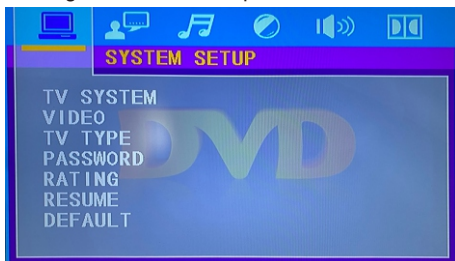 SYSTEM SETUP
TV SYSTEM
VIDEO
TV TYPE
PASSWORD
RATING
RESUME
DEFAULT
DVD